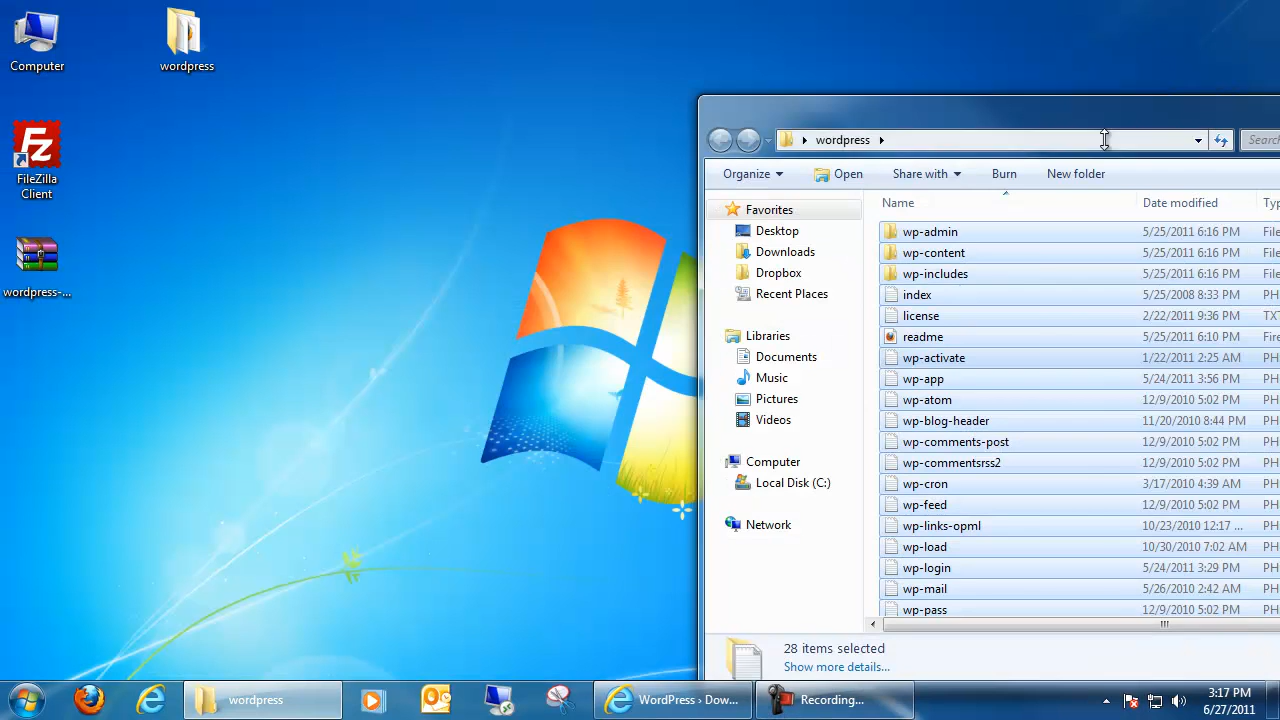 Computer
wordpress
FileZilla
Client
wordpress-...
wordpress
Search
Organize
Open
Share with
Burn
New folder
Favorites
Desktop
Downloads
Dropbox
Recent Places
Libraries
Documents
Music
Pictures
Videos
Computer
Local Disk (C:)
Network
Name Date modified Ty
wp-admin 5/25/2011 6:16 PM File
wp-content 5/25/2011 6:16 PM File
wp-includes 5/25/2011 6:16 PM File
index 5/25/2008 8:33 PM PH
license 2/22/2011 9:36 PM TXT
readme 5/25/2011 6:10 PM Fire
wp-activate 1/22/2011 2:25 AM PH
wp-app 5/24/2011 3:56 PM PH
wp-atom 12/9/2010 5:02 PM PH
wp-blog-header 11/20/2010 8:44 PM PH
wp-comments-post 12/9/2010 5:02 PM PH
wp-commentsrss2 12/9/2010 5:02 PM PH
wp-cron 3/17/2010 4:39 AM PH
wp-feed 12/9/2010 5:02 PM PH
wp-links-opml 10/23/2010 12:17 ... PH
wp-load 10/30/2010 7:02 AM PH
wp-login 5/24/2011 3:29 PM PH
wp-mail 5/26/2010 2:42 AM PH
wp-pass 12/9/2010 5:02 PM PH
28 items selected
Show more details...
wordpress
WordPress › Dow...
Recording...
3:17 PM
6/27/2011